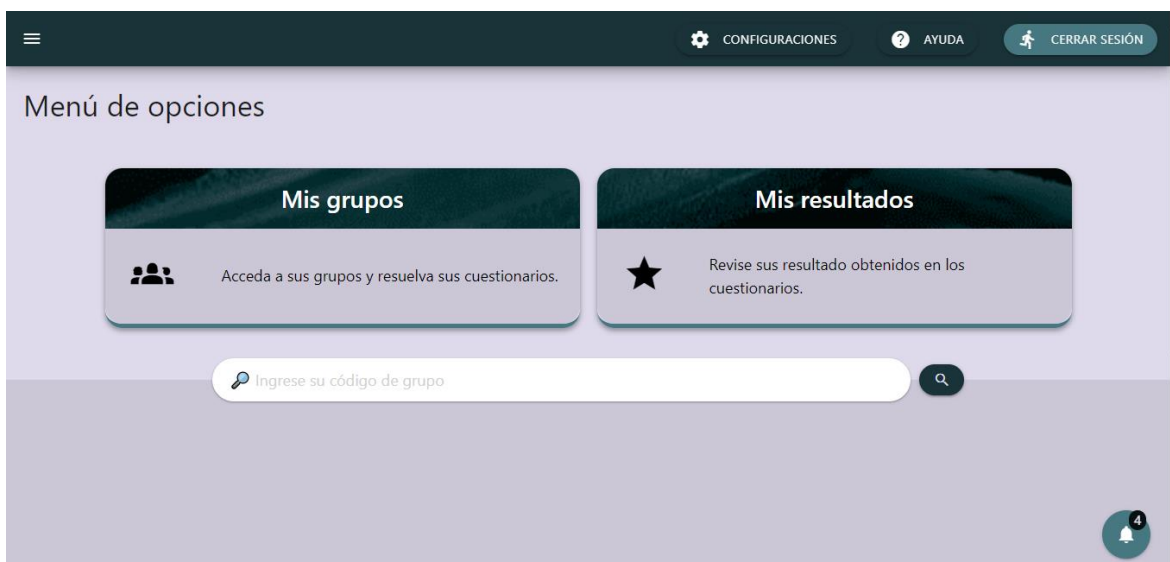 CONFIGURACIONES
AYUDA
CERRAR SESIÓN
Menú de opciones
Mis grupos
Acceda a sus grupos y resuelva sus cuestionarios.
Mis resultados
Revise sus resultado obtenidos en los
cuestionarios.
Ingrese su código de grupo
4